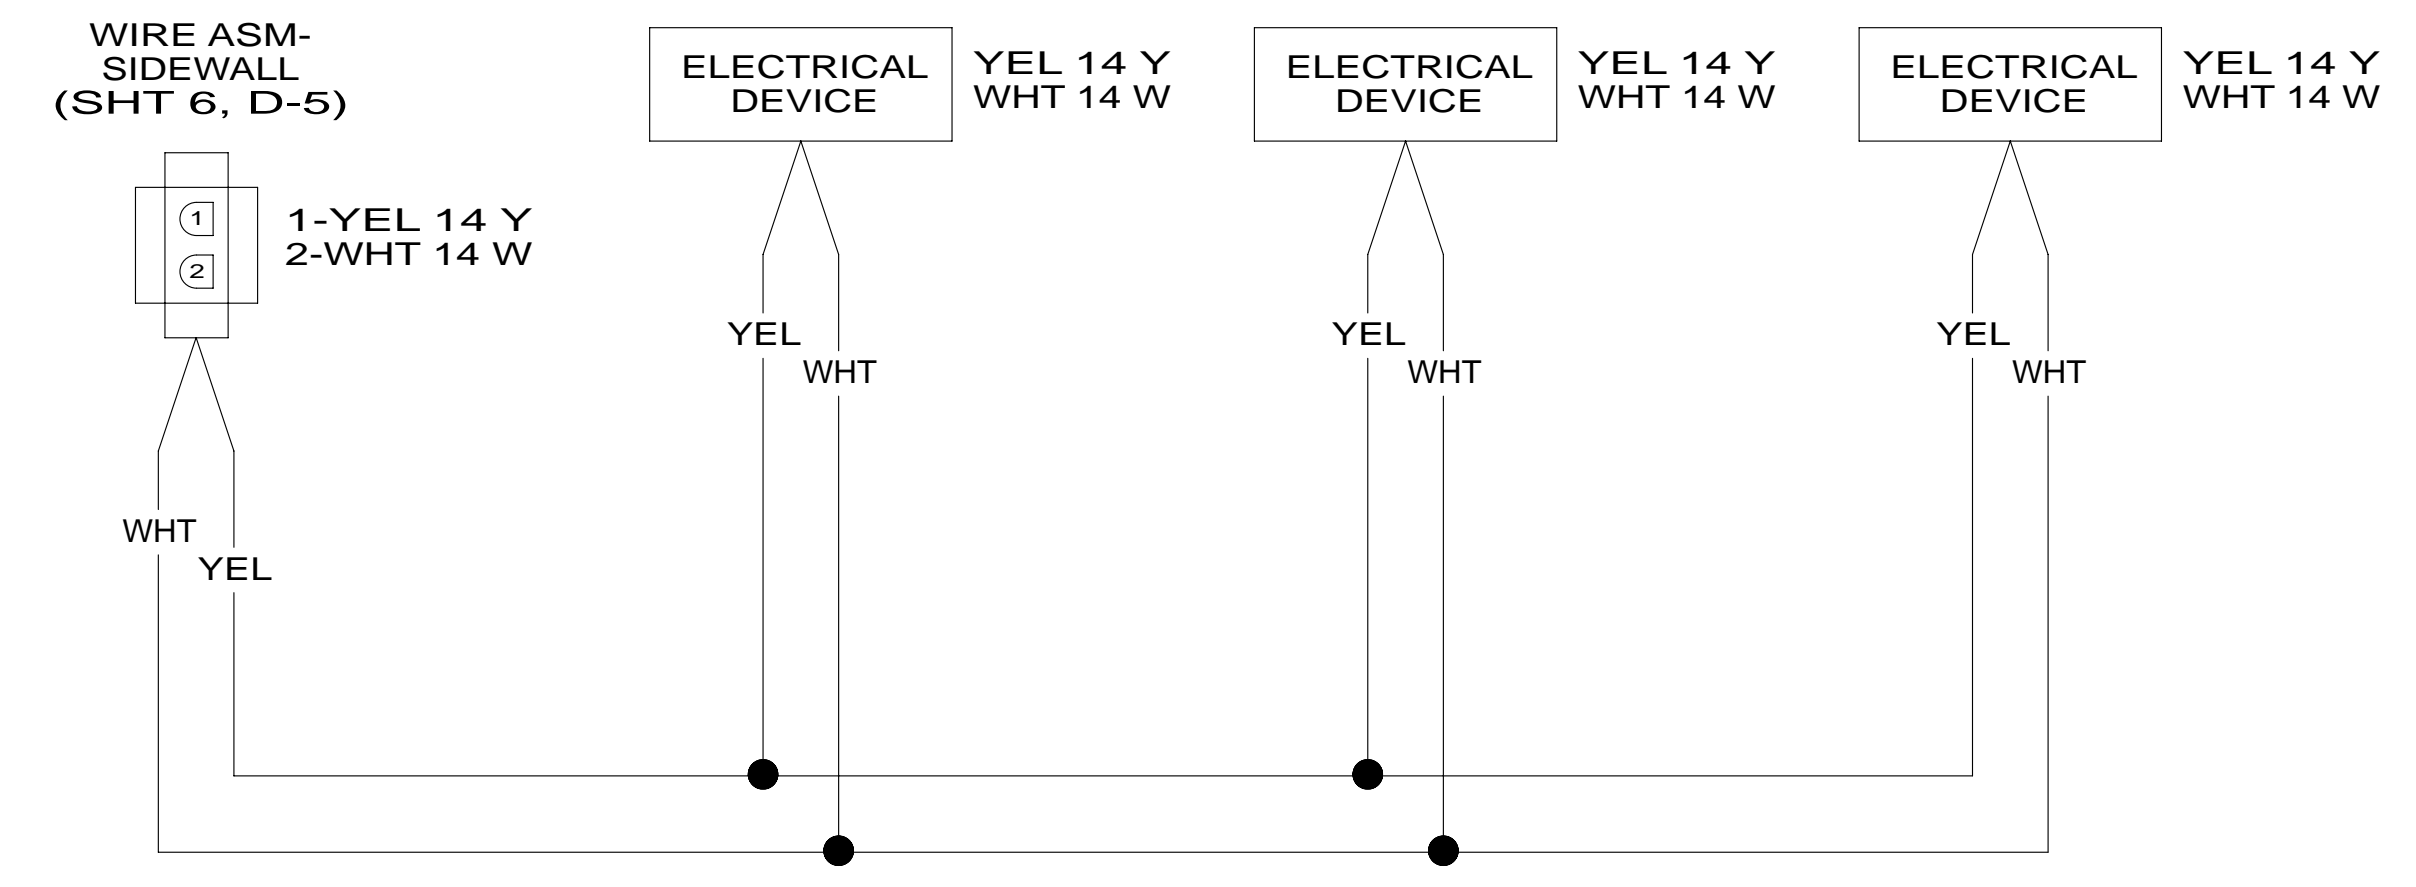 WIRE ASM-
SIDEWALL
(SHT 6, D-5)
1
2
1-YEL 14 Y
2-WHT 14 W
WHT
YEL
ELECTRICAL
DEVICE
YEL 14 Y
WHT 14 W
YEL
WHT
ELECTRICAL
DEVICE
YEL 14 Y
WHT 14 W
YEL
WHT
ELECTRICAL
DEVICE
YEL 14 Y
WHT 14 W
YEL
WHT